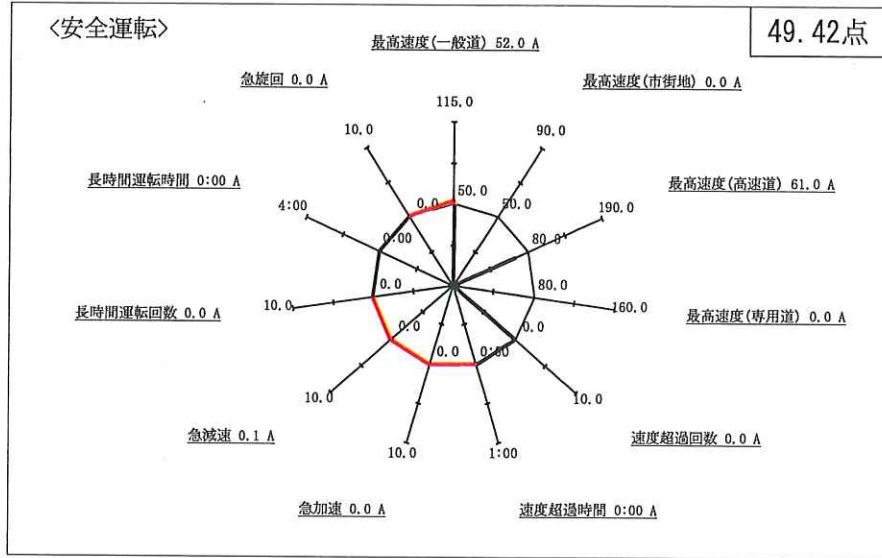 <安全運転>
49.42点
最高速度(一般道) 52.0 A
急旋回 0.0 A
最高速度(市街地) 0.0 A
115.0
10.0
90.0
長時間運転時間 0:00 A
最高速度(高速道) 61.0 A
4:00
190.0
0.0
50.0
50.0
0:00
80.0
長時間運転回数 0.0 A
10.0
0.0
80.0
160.0
最高速度(専用道) 0.0 A
0.0
0.0
0.0
0:00
10.0
10.0
急減速 0.1 A
10.0
1:00
速度超過回数 0.0 A
急加速 0.0 A
速度超過時間 0:00 A